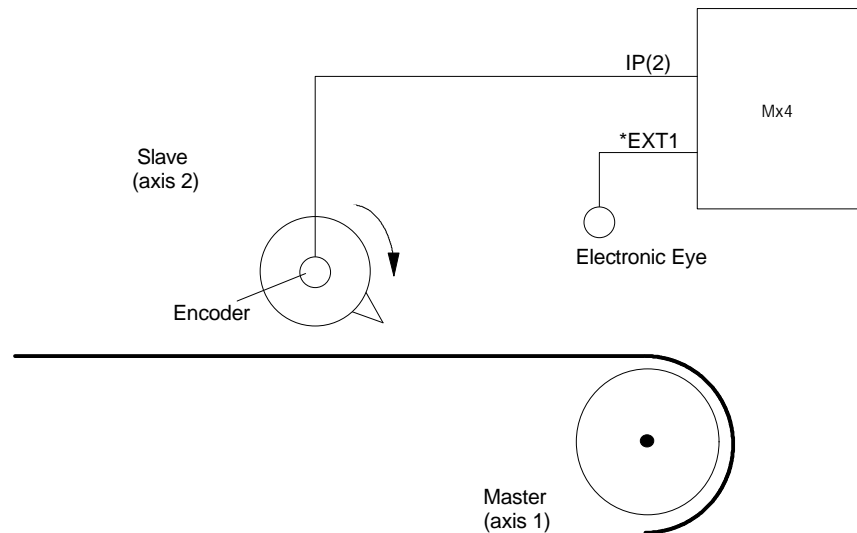 IP(2)
Mx4
*EXT1
Slave
(axis 2)
Electronic Eye
Encoder
Master
(axis 1)